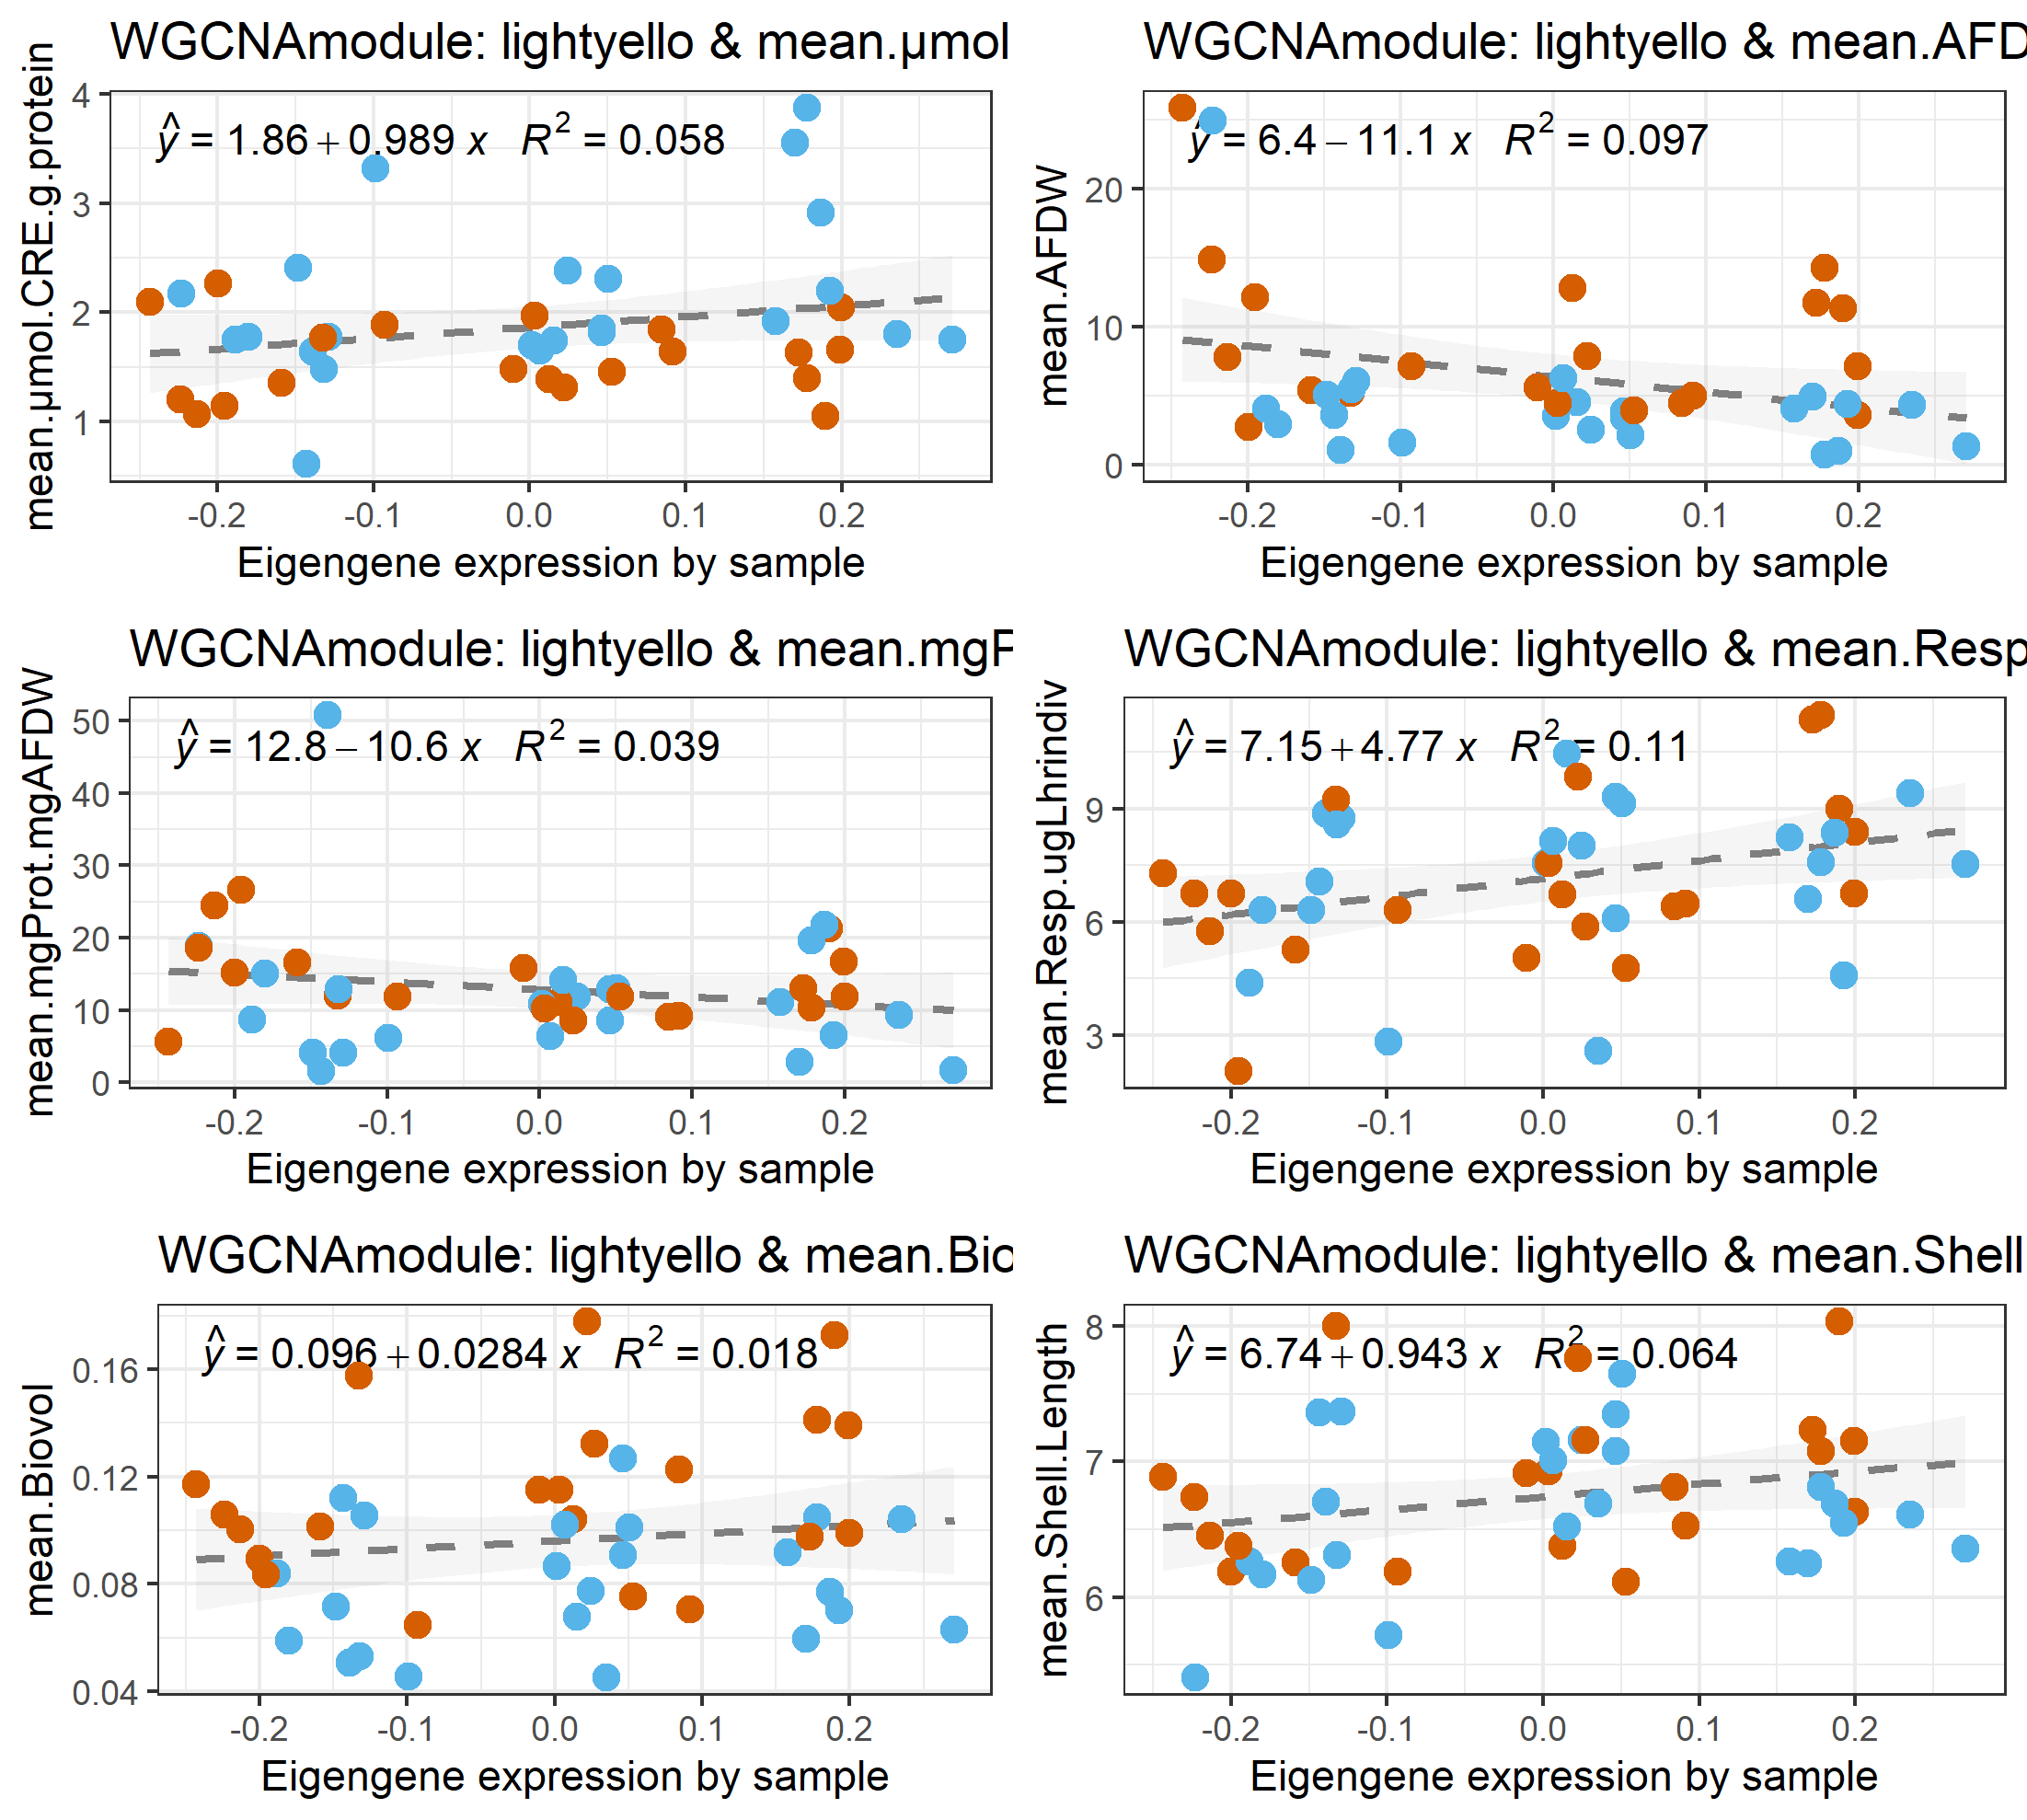 WGCNAmodule: lightyello & mean.µmol
ŷ = 1.86 + 0.989 x R² = 0.058
mean.µmol.CRE.g.protein
4
3
2
1
-0.2 -0.1 0.0 0.1 0.2
Eigengene expression by sample
WGCNAmodule: lightyello & mean.AFD
ŷ = 6.4 − 11.1 x R² = 0.097
mean.AFDW
20
10
0
-0.2 -0.1 0.0 0.1 0.2
Eigengene expression by sample
WGCNAmodule: lightyello & mean.mgP
ŷ = 12.8 − 10.6 x R² = 0.039
mean.mgProt.mgAFDW
50
40
30
20
10
0
-0.2 -0.1 0.0 0.1 0.2
Eigengene expression by sample
WGCNAmodule: lightyello & mean.Resp
ŷ = 7.15 + 4.77 x R² = 0.11
mean.Resp.ugLhrindiv
9
6
3
-0.2 -0.1 0.0 0.1 0.2
Eigengene expression by sample
WGCNAmodule: lightyello & mean.Bio
ŷ = 0.096 + 0.0284 x R² = 0.018
mean.Biovol
0.16
0.12
0.08
0.04
-0.2 -0.1 0.0 0.1 0.2
Eigengene expression by sample
WGCNAmodule: lightyello & mean.Shell
ŷ = 6.74 + 0.943 x R² = 0.064
mean.Shell.Length
8
7
6
-0.2 -0.1 0.0 0.1 0.2
Eigengene expression by sample